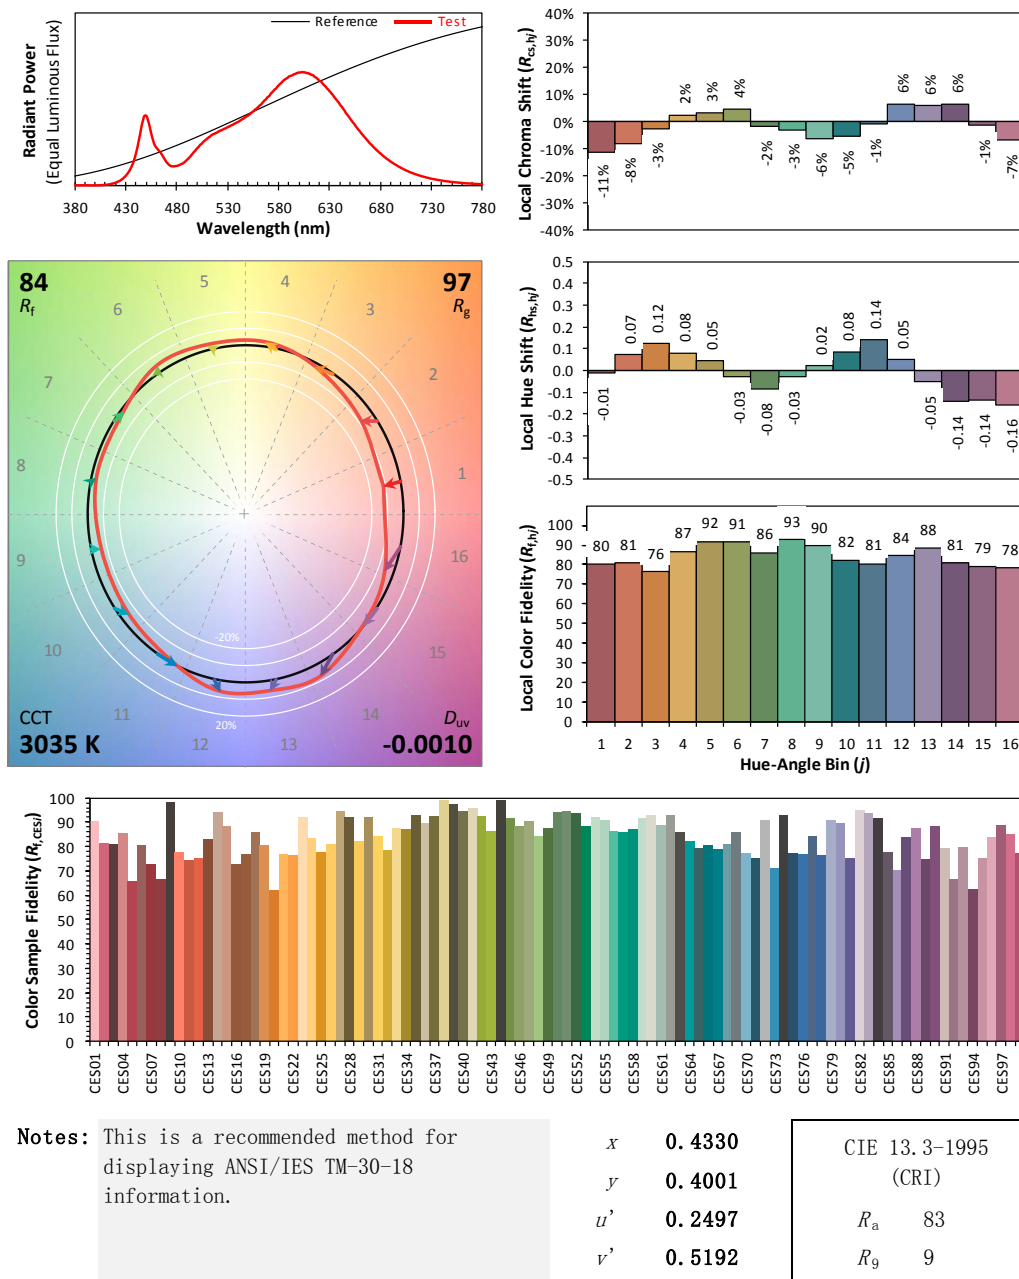 Reference
Test
Radiant Power
(Equal Luminous Flux)
380 430 480 530 580 630 680 730 780
Wavelength (nm)
Local Chroma Shift (Rcs,hj)
40%
30%
20%
10%
0%
-10%
-20%
-30%
-40%
-11% -8% -3% 2% 3% 4% -2% -3% -6% -5% -1% 6% 6% 6% -1% -7%
84
Rf
97
Rg
5 4
6 3
7 2
8 1
9 16
10 15
11 14
12 13
-20%
20%
CCT
3035 K
Duv
-0.0010
Local Hue Shift (Rhs,hj)
0.5
0.4
0.3
0.2
0.1
0.0
-0.1
-0.2
-0.3
-0.4
-0.5
-0.01 0.07 0.12 0.08 0.05 -0.03 -0.08 -0.03 0.02 0.08 0.14 0.05 -0.05 -0.14 -0.14 -0.16
Local Color Fidelity (Rf,hj)
100
90
80
70
60
50
40
30
20
10
0
80 81 76 87 92 91 86 93 90 82 81 84 88 81 79 78
1 2 3 4 5 6 7 8 9 10 11 12 13 14 15 16
Hue-Angle Bin (j)
Color Sample Fidelity (Rf,CESi)
100
90
80
70
60
50
40
30
20
10
0
CES01 CES04 CES07 CES10 CES13 CES16 CES19 CES22 CES25 CES28 CES31 CES34 CES37 CES40 CES43 CES46 CES49 CES52 CES55 CES58 CES61 CES64 CES67 CES70 CES73 CES76 CES79 CES82 CES85 CES88 CES91 CES94 CES97
Notes: This is a recommended method for
displaying ANSI/IES TM-30-18
information.
x 0.4330
y 0.4001
u' 0.2497
v' 0.5192
CIE 13.3-1995
(CRI)
Ra 83
R9 9